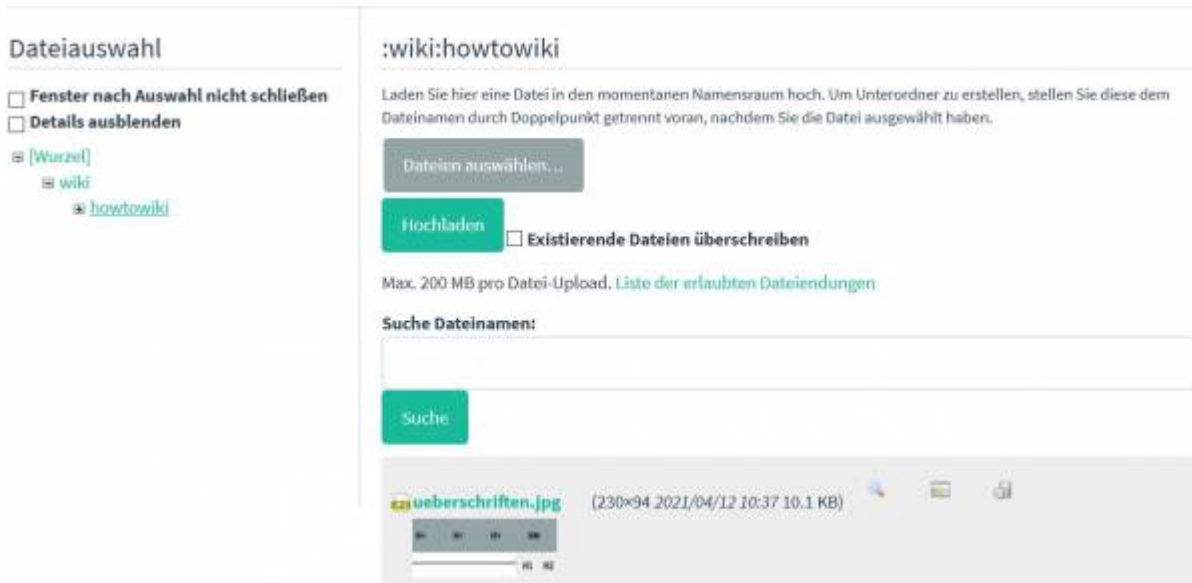 Dateiauswahl
Fenster nach Auswahl nicht schließen
Details ausblenden
[Wurzel]
wiki
howtowiki
:wiki:howtowiki
Laden Sie hier eine Datei in den momentanen Namensraum hoch. Um Unterordner zu erstellen, stellen Sie diese dem
Dateinamen durch Doppelpunkt getrennt voran, nachdem Sie die Datei ausgewählt haben.
Dateien auswählen...
Hochladen
Existierende Dateien überschreiben
Max. 200 MB pro Datei-Upload. Liste der erlaubten Dateiendungen
Suche Dateinamen:
Suche
ueberschriften.jpg (230×94 2021/04/12 10:37 10.1 KB)
H1 H2